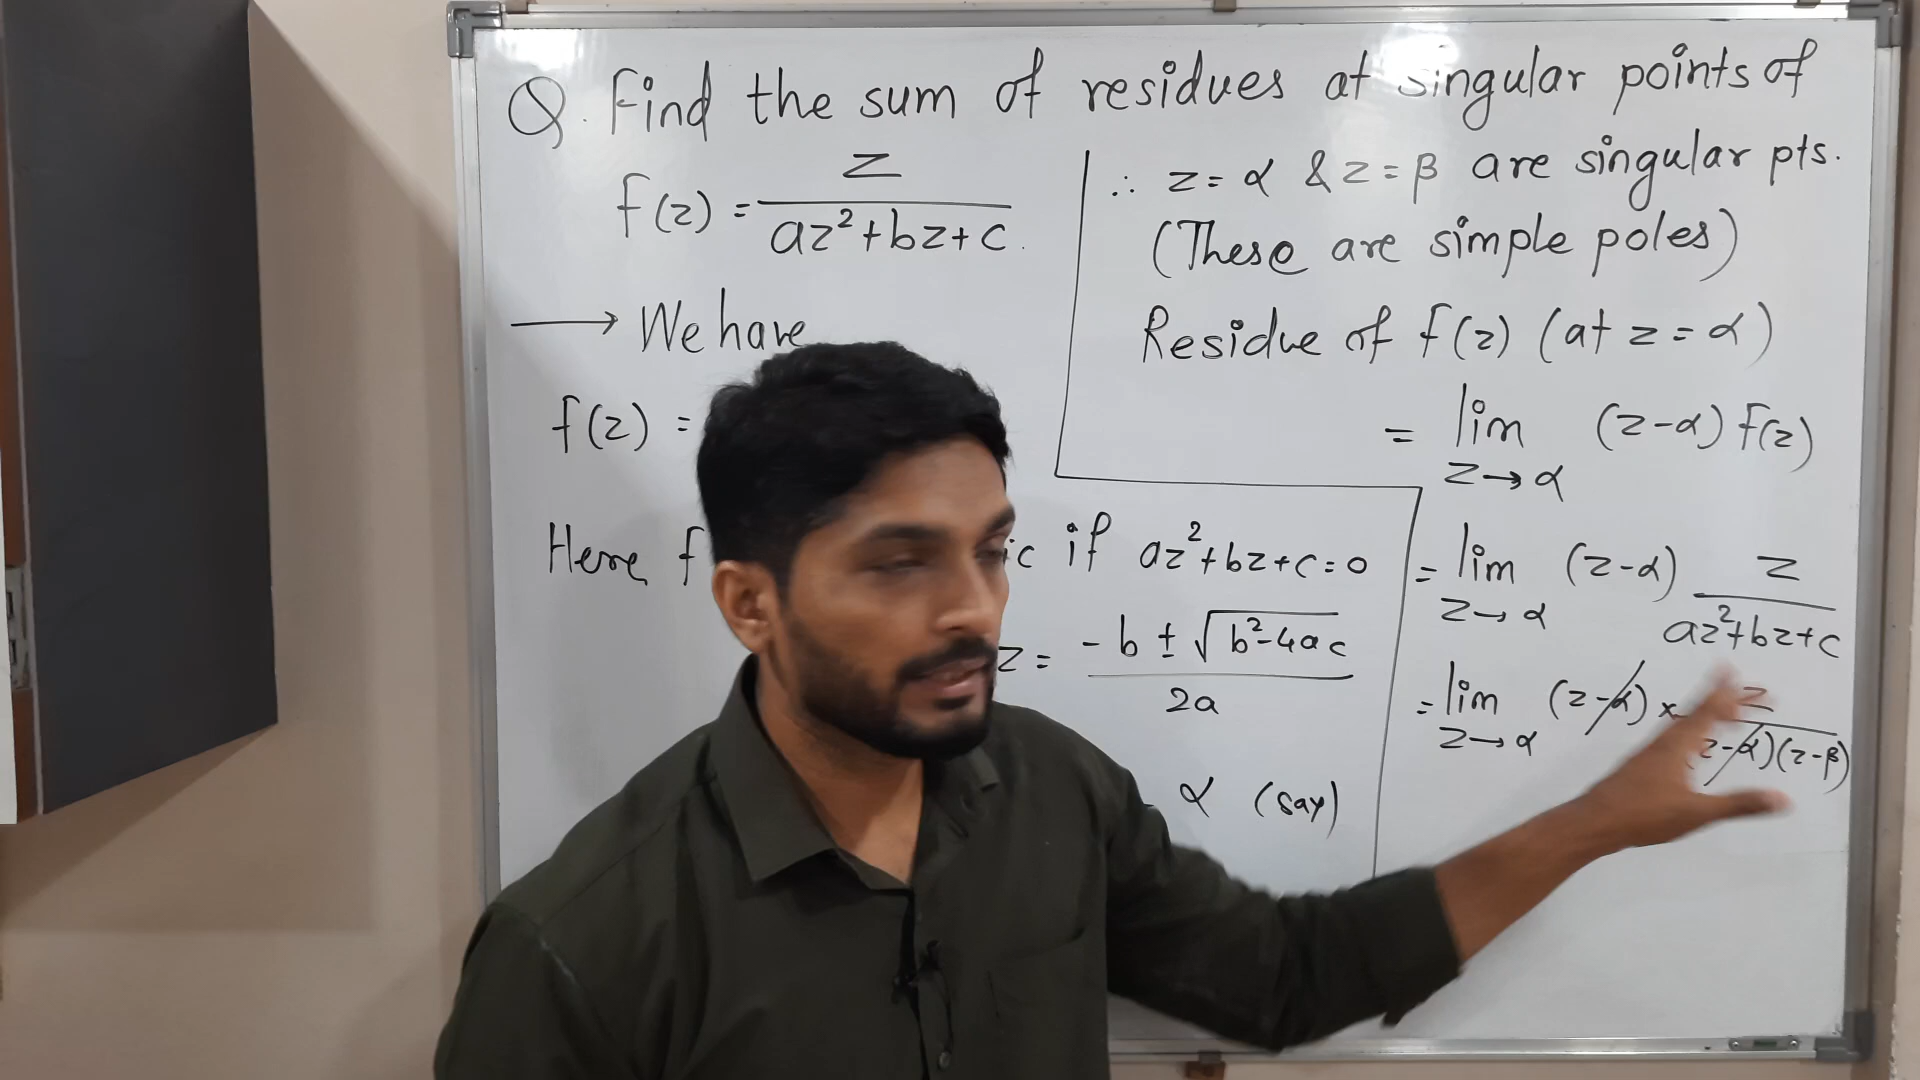 Q. Find the sum of residues at singular points of
f(z) = z / az²+bz+c.
⟶ We have
f(z) =
Here f ic if az²+bz+c=0
z = -b ± √b²-4ac / 2a
α (say)
∴ z=α & z=β are singular pts.
(These are simple poles)
Residue of f(z) (at z=α)
= lim z→α (z-α) f(z)
= lim z→α (z-α) z / az²+bz+c
= lim z→α (z-α) × z / (z-α)(z-β)